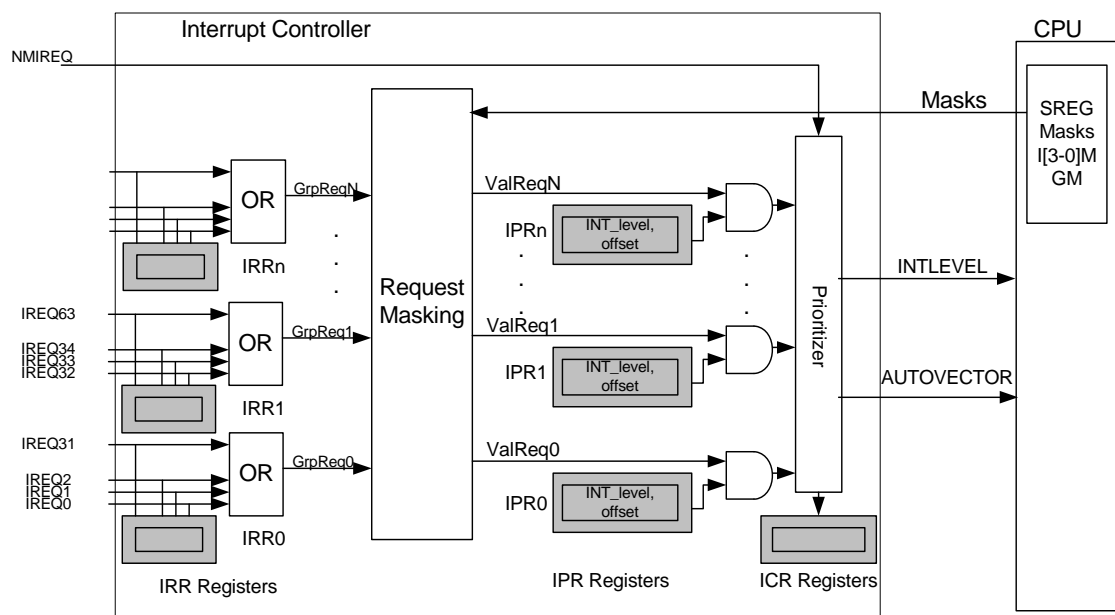 Interrupt Controller
CPU
NMIREQ
Masks
SREG
Masks
I[3-0]M
GM
OR
GrpReqN
ValReqN
IRRn
IPRn
INT_level,
offset
Request
Masking
Prioritizer
INTLEVEL
IREQ63
IREQ34
IREQ33
IREQ32
OR
GrpReq1
ValReq1
IRR1
IPR1
INT_level,
offset
AUTOVECTOR
IREQ31
IREQ2
IREQ1
IREQ0
OR
GrpReq0
ValReq0
IRR0
IPR0
INT_level,
offset
IRR Registers
IPR Registers
ICR Registers